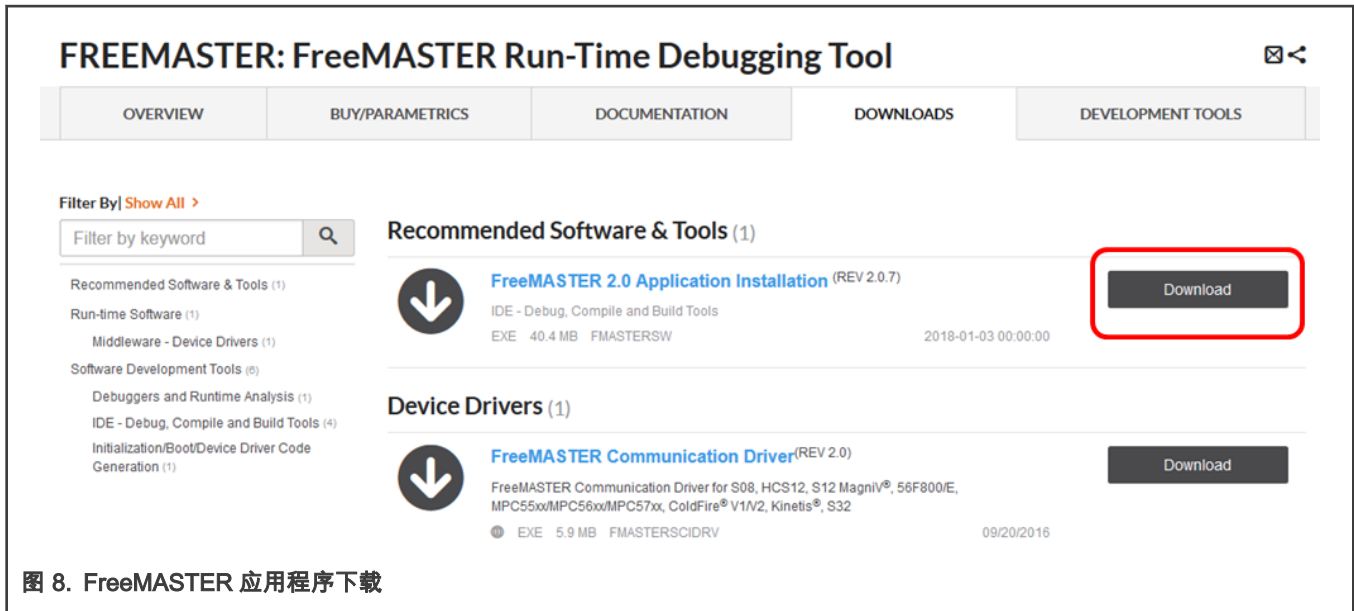 FREEMASTER: FreeMASTER Run-Time Debugging Tool
OVERVIEW
BUY/PARAMETRICS
DOCUMENTATION
DOWNLOADS
DEVELOPMENT TOOLS
Filter By| Show All >
Filter by keyword
Recommended Software & Tools (1)
Run-time Software (1)
Middleware - Device Drivers (1)
Software Development Tools (6)
Debuggers and Runtime Analysis (1)
IDE - Debug, Compile and Build Tools (4)
Initialization/Boot/Device Driver Code
Generation (1)
Recommended Software & Tools (1)
FreeMASTER 2.0 Application Installation (REV 2.0.7)
IDE - Debug, Compile and Build Tools
EXE 40.4 MB FMASTERSW 2018-01-03 00:00:00
Download
Device Drivers (1)
FreeMASTER Communication Driver(REV 2.0)
FreeMASTER Communication Driver for S08, HCS12, S12 MagniV®, 56F800/E,
MPC55xx/MPC56xx/MPC57xx, ColdFire® V1/V2, Kinetis®, S32
EXE 5.9 MB FMASTERSCIDRV 09/20/2016
Download
图 8. FreeMASTER 应用程序下载